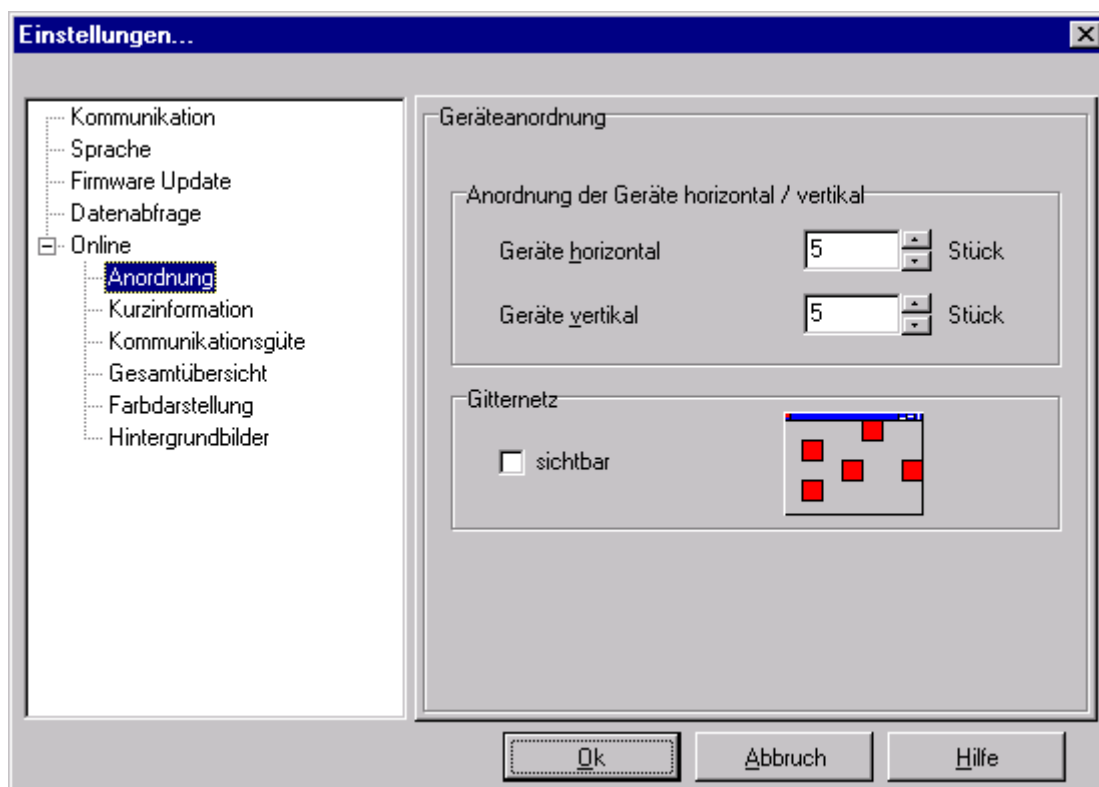 Einstellungen...
Kommunikation
Sprache
Firmware Update
Datenabfrage
Online
Anordnung
Kurzinformation
Kommunikationsgüte
Gesamtübersicht
Farbdarstellung
Hintergrundbilder
Geräteanordnung
Anordnung der Geräte horizontal / vertikal
Geräte horizontal 5 Stück
Geräte vertikal 5 Stück
Gitternetz
sichtbar
Ok Abbruch Hilfe